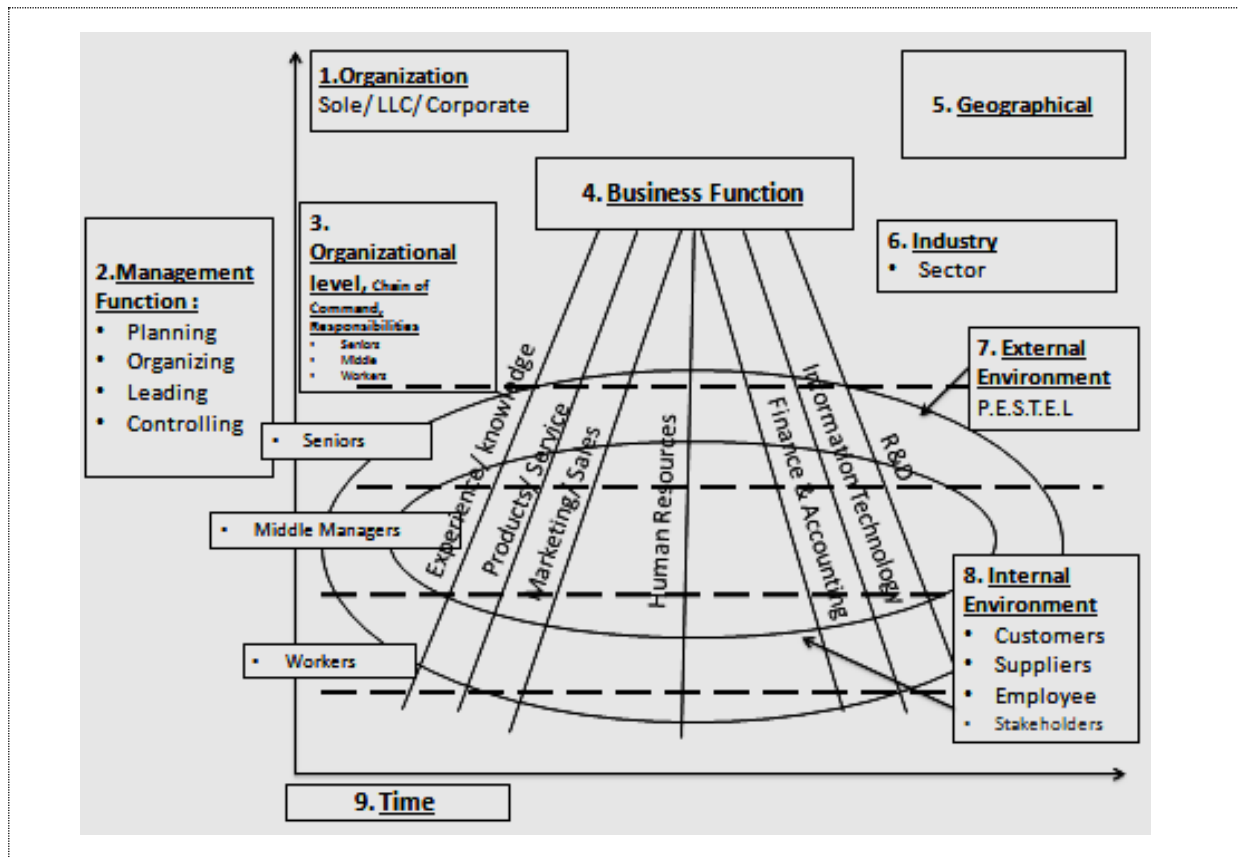 1.Organization
Sole/ LLC/ Corporate
5. Geographical
4. Business Function
3.
Organizational
level, Chain of
Command,
Responsibilities
• Seniors
• Middle
• Workers
6. Industry
• Sector
2.Management
Function :
• Planning
• Organizing
• Leading
• Controlling
7. External
Environment
P.E.S.T.E.L
• Seniors
• Middle Managers
• Workers
Experience/ knowledge
Products/ Service
Marketing/ Sales
Human Resources
Finance & Accounting
Information Technology
R&D
8. Internal
Environment
• Customers
• Suppliers
• Employee
• Stakeholders
9. Time